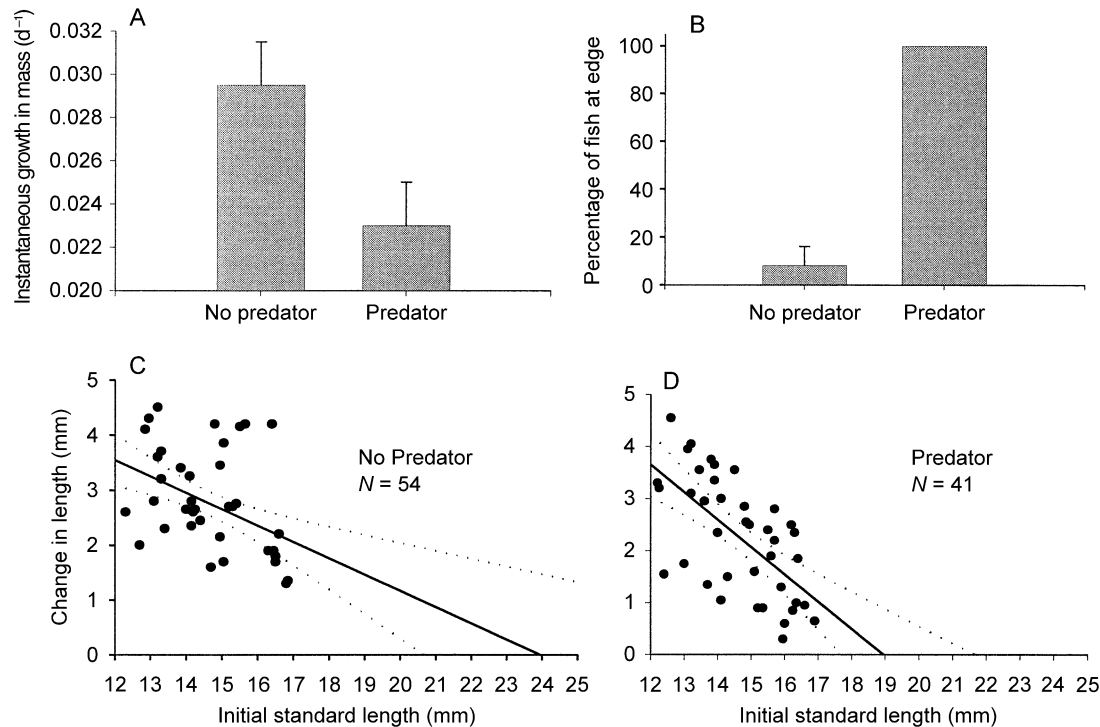 A
Instantaneous growth in mass (d⁻¹)
0.032
0.030
0.028
0.026
0.024
0.022
0.020
No predator Predator
B
Percentage of fish at edge
100
80
60
40
20
0
No predator Predator
C
Change in length (mm)
5
4
3
2
1
0
No Predator
N = 54
12 13 14 15 16 17 18 19 20 21 22 23 24 25
Initial standard length (mm)
D
5
4
3
2
1
0
Predator
N = 41
12 13 14 15 16 17 18 19 20 21 22 23 24 25
Initial standard length (mm)